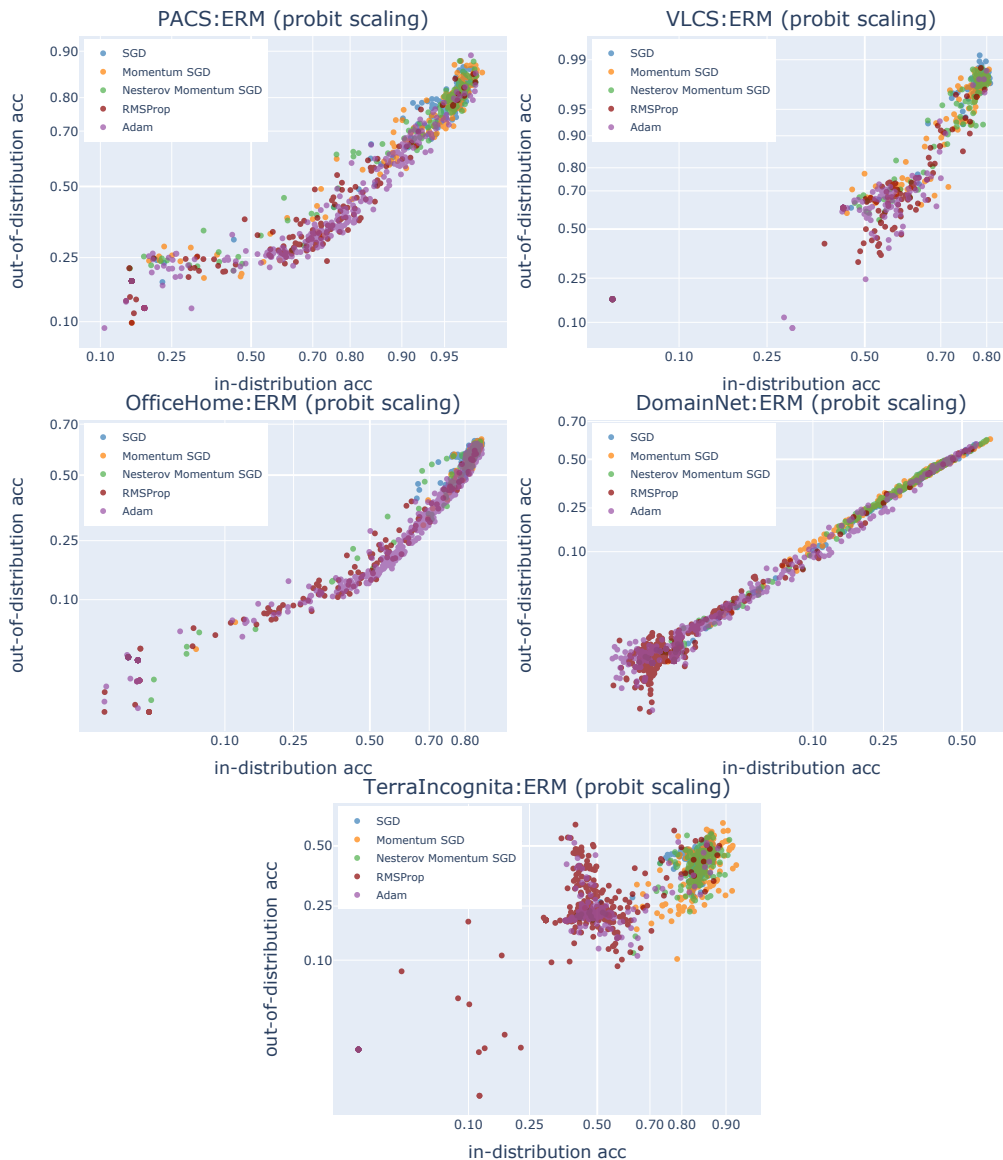 PACS:ERM (probit scaling)
out-of-distribution acc
0.90
0.80
0.70
0.50
0.25
0.10
SGD
Momentum SGD
Nesterov Momentum SGD
RMSProp
Adam
0.10 0.25 0.50 0.70 0.80 0.90 0.95
in-distribution acc
VLCS:ERM (probit scaling)
out-of-distribution acc
0.99
0.95
0.90
0.80
0.70
0.50
0.25
0.10
SGD
Momentum SGD
Nesterov Momentum SGD
RMSProp
Adam
0.10 0.25 0.50 0.70 0.80
in-distribution acc
OfficeHome:ERM (probit scaling)
out-of-distribution acc
0.70
0.50
0.25
0.10
SGD
Momentum SGD
Nesterov Momentum SGD
RMSProp
Adam
0.10 0.25 0.50 0.70 0.80
in-distribution acc
DomainNet:ERM (probit scaling)
out-of-distribution acc
0.70
0.50
0.25
0.10
SGD
Momentum SGD
Nesterov Momentum SGD
RMSProp
Adam
0.10 0.25 0.50
in-distribution acc
TerraIncognita:ERM (probit scaling)
out-of-distribution acc
0.50
0.25
0.10
SGD
Momentum SGD
Nesterov Momentum SGD
RMSProp
Adam
0.10 0.25 0.50 0.70 0.80 0.90
in-distribution acc